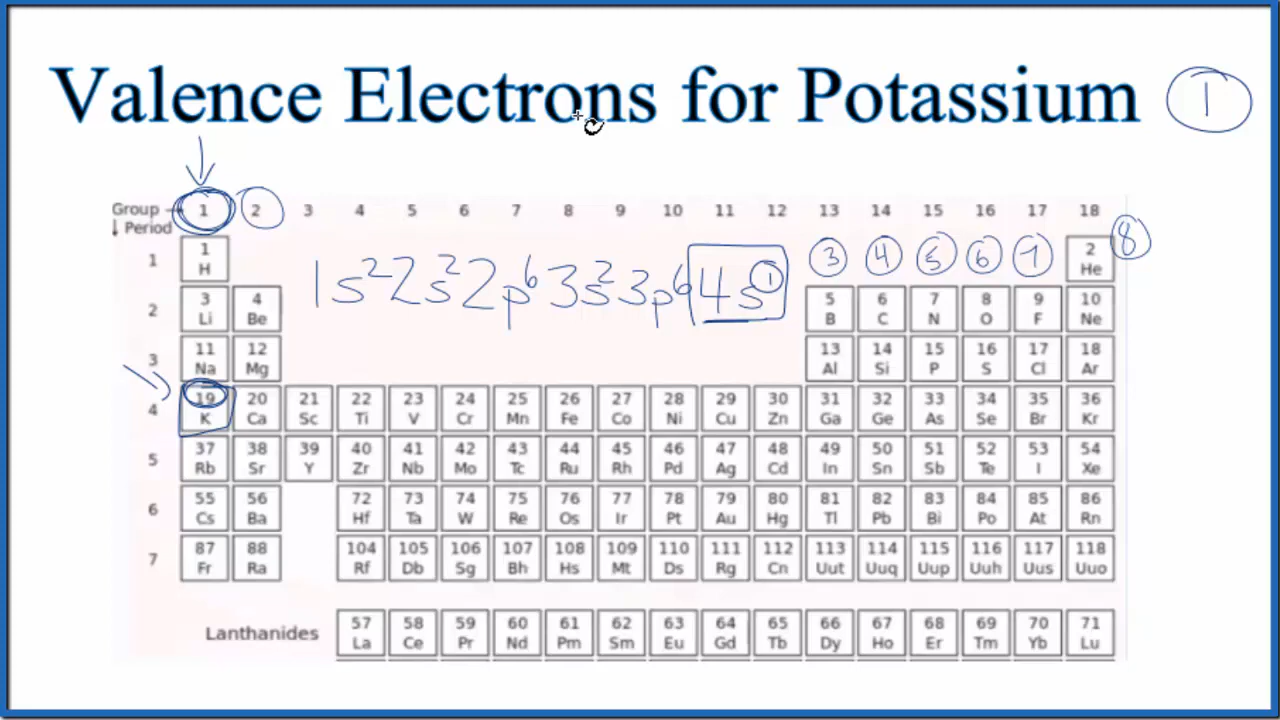 Valence Electrons for Potassium 1
Group → 1 2 3 4 5 6 7 8 9 10 11 12 13 14 15 16 17 18
↓ Period
1 1 2 3 4 5 6 7 8
H He
1s²2s²2p⁶3s²3p⁶4s¹
2 3 4 5 6 7 8 9 10
Li Be B C N O F Ne
3 11 12 13 14 15 16 17 18
Na Mg Al Si P S Cl Ar
4 19 20 21 22 23 24 25 26 27 28 29 30 31 32 33 34 35 36
K Ca Sc Ti V Cr Mn Fe Co Ni Cu Zn Ga Ge As Se Br Kr
5 37 38 39 40 41 42 43 44 45 46 47 48 49 50 51 52 53 54
Rb Sr Y Zr Nb Mo Tc Ru Rh Pd Ag Cd In Sn Sb Te I Xe
6 55 56 72 73 74 75 76 77 78 79 80 81 82 83 84 85 86
Cs Ba Hf Ta W Re Os Ir Pt Au Hg Tl Pb Bi Po At Rn
7 87 88 104 105 106 107 108 109 110 111 112 113 114 115 116 117 118
Fr Ra Rf Db Sg Bh Hs Mt Ds Rg Cn Uut Uuq Uup Uuh Uus Uuo
Lanthanides 57 58 59 60 61 62 63 64 65 66 67 68 69 70 71
La Ce Pr Nd Pm Sm Eu Gd Tb Dy Ho Er Tm Yb Lu